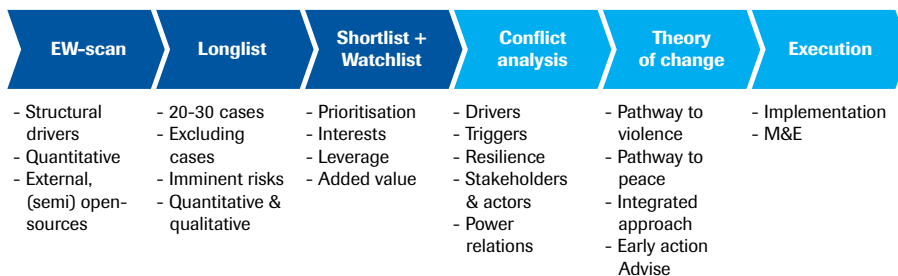 EW-scan
- Structural
drivers
- Quantitative
- External,
(semi) open-
sources
Longlist
- 20-30 cases
- Excluding
cases
- Imminent risks
- Quantitative &
qualitative
Shortlist +
Watchlist
- Prioritisation
- Interests
- Leverage
- Added value
Conflict
analysis
- Drivers
- Triggers
- Resilience
- Stakeholders
& actors
- Power
relations
Theory
of change
- Pathway to
violence
- Pathway to
peace
- Integrated
approach
- Early action
Advise
Execution
- Implementation
- M&E